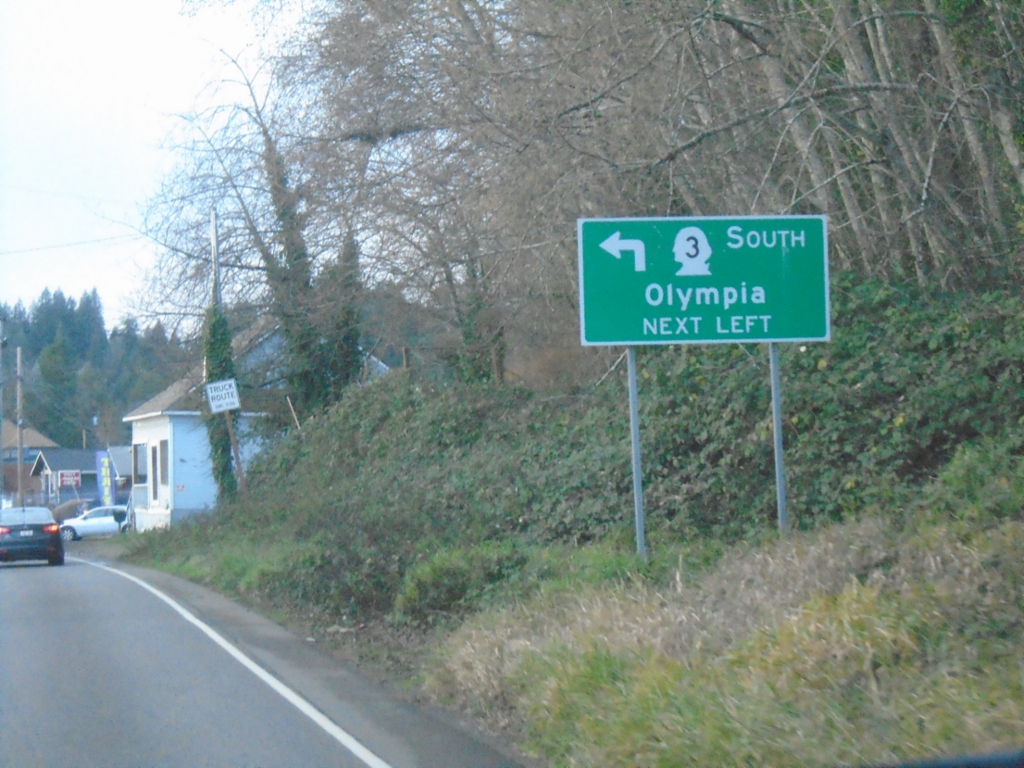 3 SOUTH
Olympia
NEXT LEFT
TRUCK
ROUTE